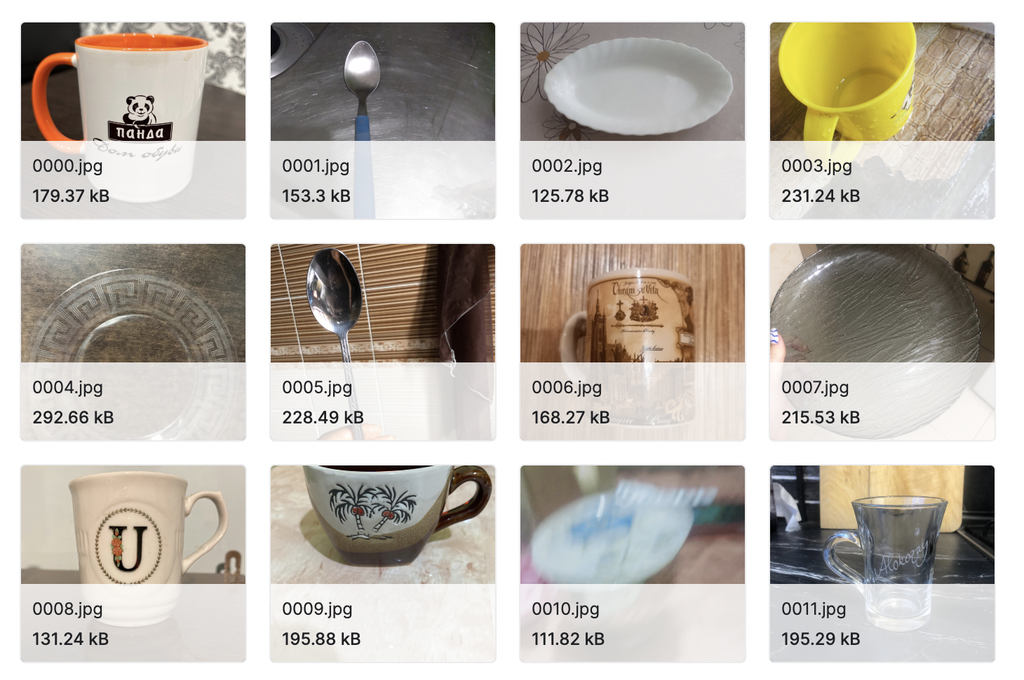 панда
Дом обуви
0000.jpg
179.37 kB
0001.jpg
153.3 kB
0002.jpg
125.78 kB
0003.jpg
231.24 kB
0004.jpg
292.66 kB
0005.jpg
228.49 kB
0006.jpg
168.27 kB
0007.jpg
215.53 kB
U
0008.jpg
131.24 kB
0009.jpg
195.88 kB
0010.jpg
111.82 kB
Alokozay
0011.jpg
195.29 kB